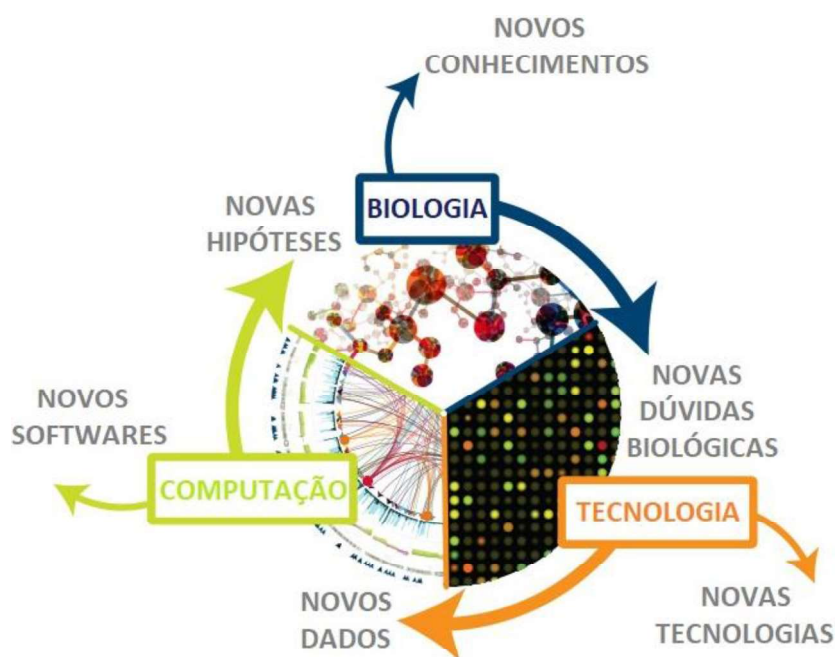 NOVOS
CONHECIMENTOS
BIOLOGIA
NOVAS
HIPÓTESES
NOVAS
DÚVIDAS
BIOLÓGICAS
NOVOS
SOFTWARES
COMPUTAÇÃO
TECNOLOGIA
NOVOS
DADOS
NOVAS
TECNOLOGIAS